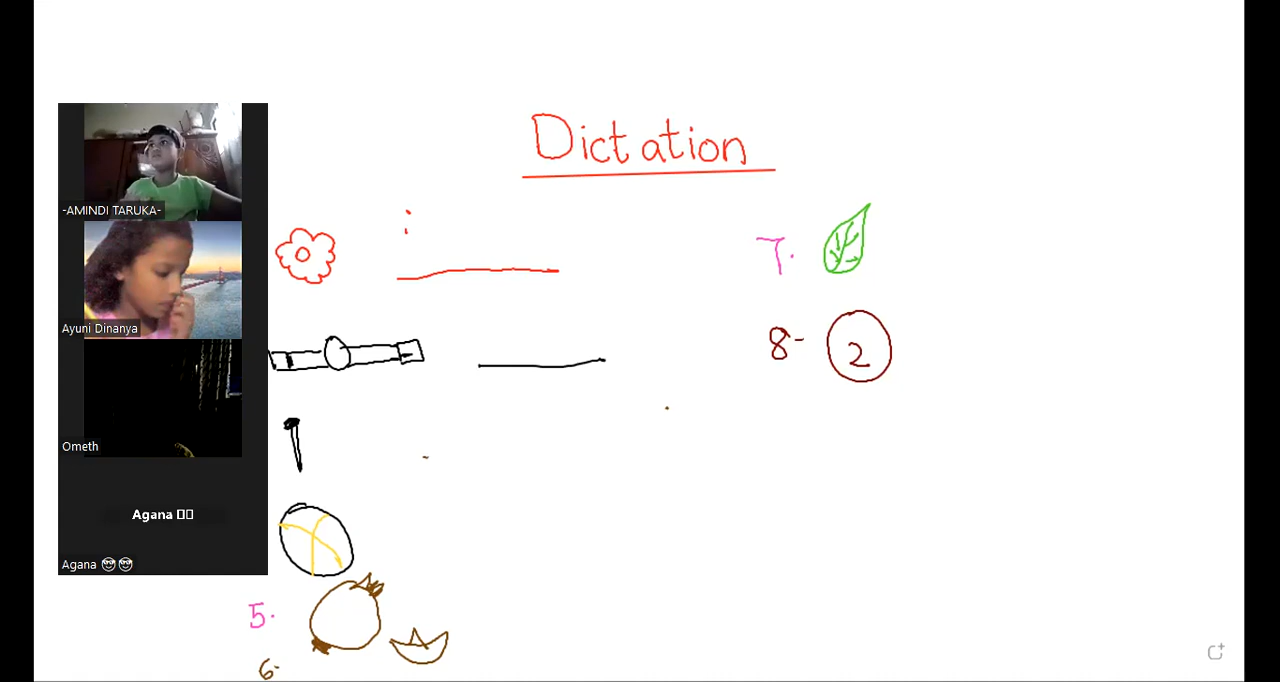 Dictation
-AMINDI TARUKA-
Ayuni Dinanya
Ometh
Agana
Agana 😎😎
5.
6.
7.
8- 2